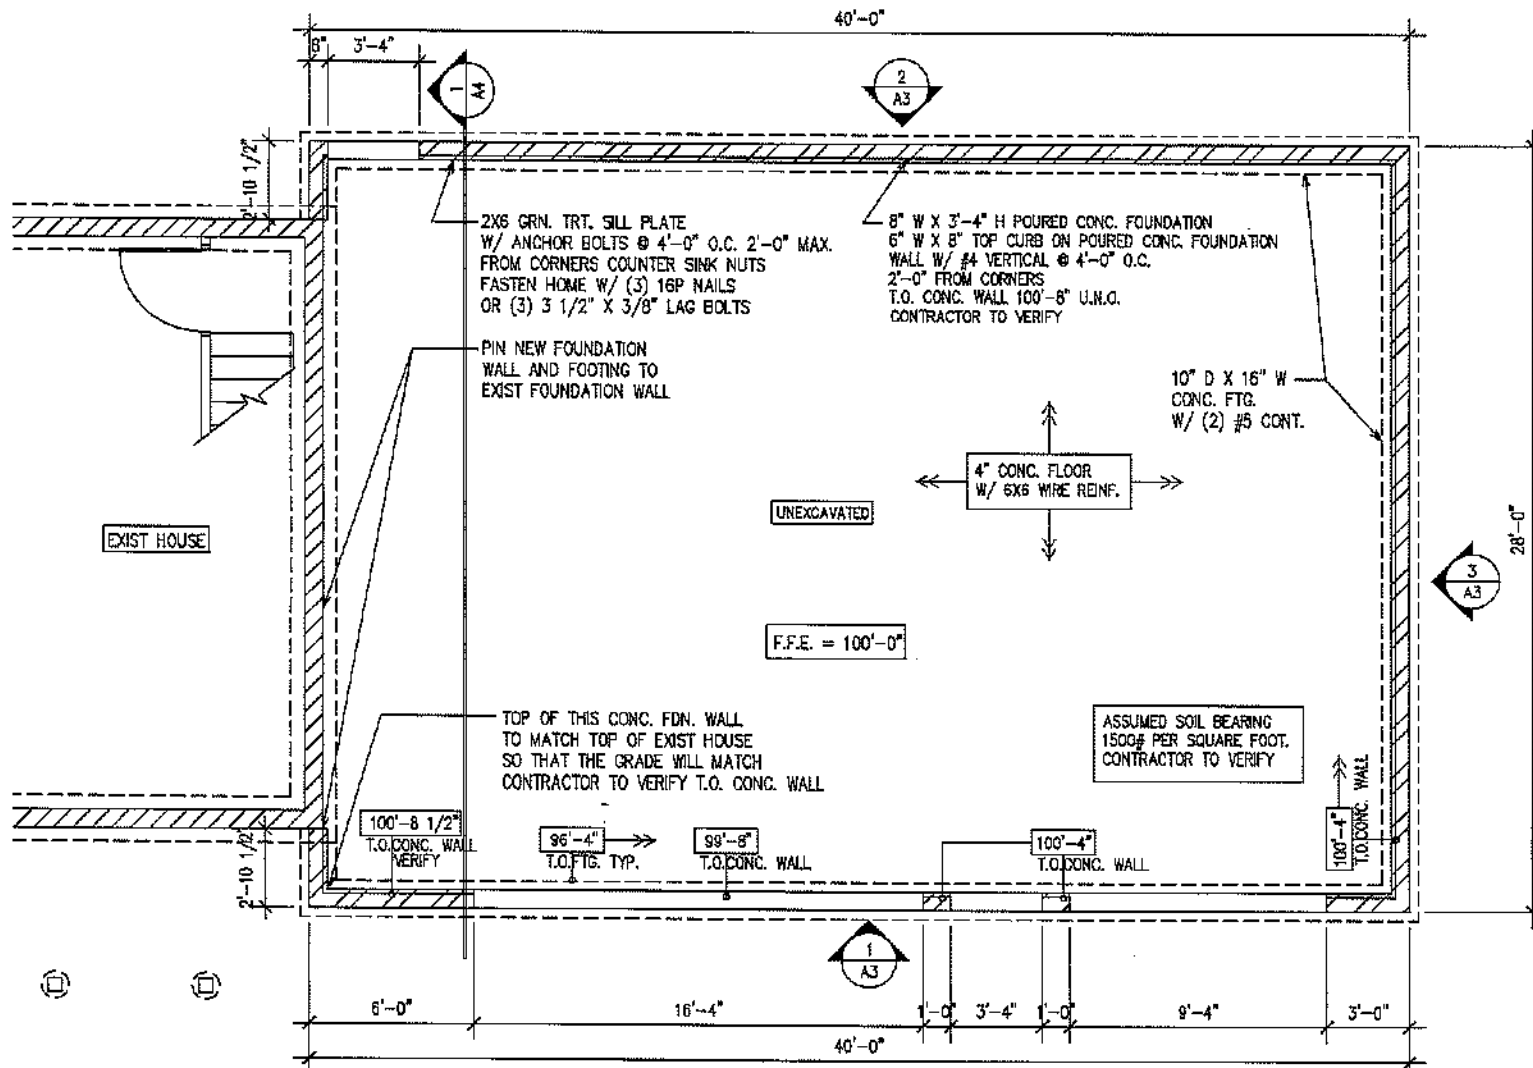 40'-0"
8"
3'-4"
1
A4
2
A3
2'-10 1/2"
2X6 GRN. TRT. SILL PLATE
W/ ANCHOR BOLTS @ 4'-0" O.C. 2'-0" MAX.
FROM CORNERS COUNTER SINK NUTS
FASTEN HOME W/ (3) 16P NAILS
OR (3) 3 1/2" X 3/8" LAG BOLTS
8" W X 3'-4" H POURED CONC. FOUNDATION
6" W X 8" TOP CURB ON POURED CONC. FOUNDATION
WALL W/ #4 VERTICAL @ 4'-0" O.C.
2'-0" FROM CORNERS
T.O. CONC. WALL 100'-8" U.N.O.
CONTRACTOR TO VERIFY
PIN NEW FOUNDATION
WALL AND FOOTING TO
EXIST FOUNDATION WALL
10" D X 16" W
CONC. FTG.
W/ (2) #5 CONT.
4" CONC. FLOOR
W/ 6X6 WIRE REINF.
UNEXCAVATED
EXIST HOUSE
28'-0"
3
A3
F.F.E. = 100'-0"
TOP OF THIS CONC. FDN. WALL
TO MATCH TOP OF EXIST HOUSE
SO THAT THE GRADE WILL MATCH
CONTRACTOR TO VERIFY T.O. CONC. WALL
ASSUMED SOIL BEARING
1500# PER SQUARE FOOT.
CONTRACTOR TO VERIFY
100'-4"
T.O.CONC. WALL
2'-10 1/2"
100'-8 1/2"
T.O.CONC. WALL
VERIFY
96'-4"
T.O.FTG. TYP.
99'-8"
T.O.CONC. WALL
100'-4"
T.O.CONC. WALL
1
A3
6'-0"
16'-4"
1'-0"
3'-4"
1'-0"
9'-4"
3'-0"
40'-0"